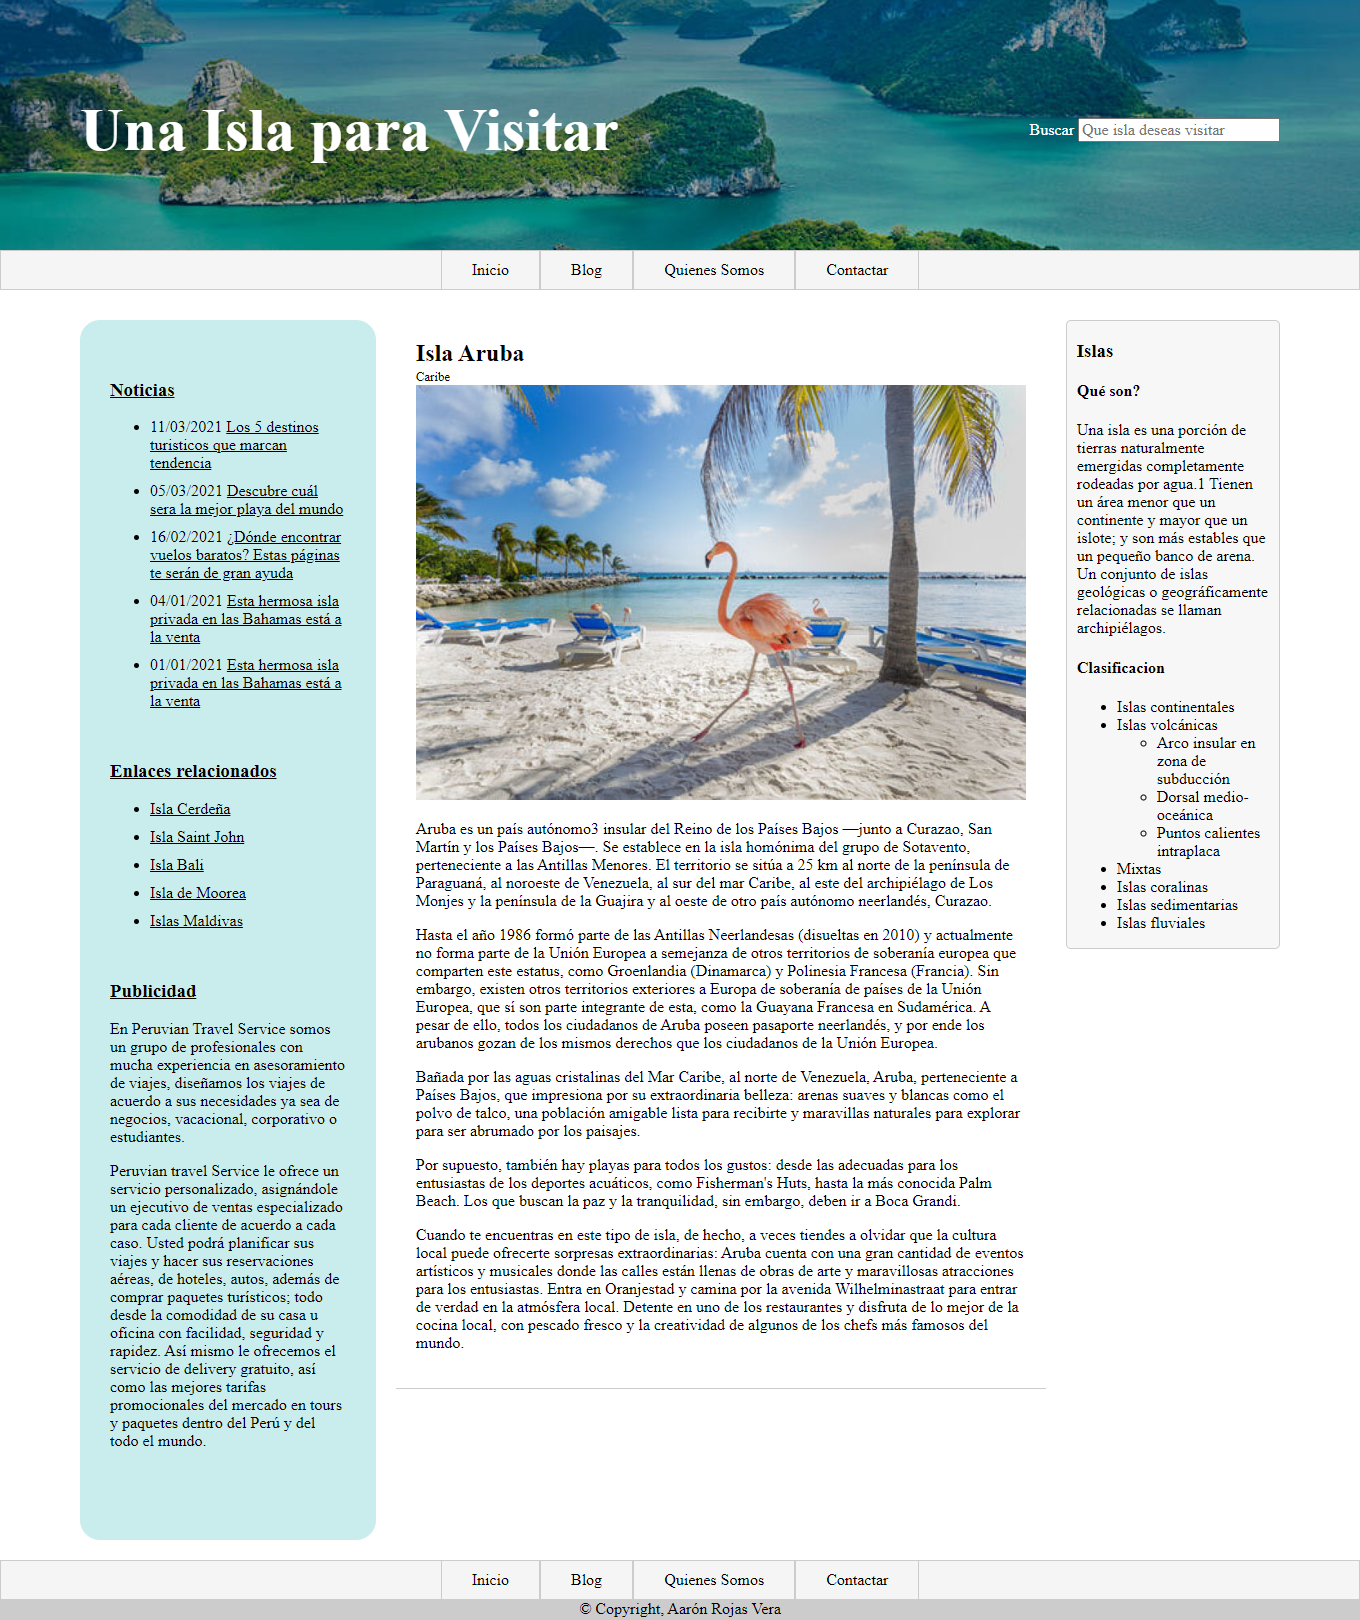 Una Isla para Visitar
Buscar Que isla deseas visitar
Inicio Blog Quienes Somos Contactar
Noticias
11/03/2021 Los 5 destinos
turisticos que marcan
tendencia
05/03/2021 Descubre cuál
sera la mejor playa del mundo
16/02/2021 ¿Dónde encontrar
vuelos baratos? Estas páginas
te serán de gran ayuda
04/01/2021 Esta hermosa isla
privada en las Bahamas está a
la venta
01/01/2021 Esta hermosa isla
privada en las Bahamas está a
la venta
Enlaces relacionados
Isla Cerdeña
Isla Saint John
Isla Bali
Isla de Moorea
Islas Maldivas
Publicidad
En Peruvian Travel Service somos
un grupo de profesionales con
mucha experiencia en asesoramiento
de viajes, diseñamos los viajes de
acuerdo a sus necesidades ya sea de
negocios, vacacional, corporativo o
estudiantes.
Peruvian travel Service le ofrece un
servicio personalizado, asignándole
un ejecutivo de ventas especializado
para cada cliente de acuerdo a cada
caso. Usted podrá planificar sus
viajes y hacer sus reservaciones
aéreas, de hoteles, autos, además de
comprar paquetes turísticos; todo
desde la comodidad de su casa u
oficina con facilidad, seguridad y
rapidez. Así mismo le ofrecemos el
servicio de delivery gratuito, así
como las mejores tarifas
promocionales del mercado en tours
y paquetes dentro del Perú y del
todo el mundo.
Isla Aruba
Caribe
Aruba es un país autónomo3 insular del Reino de los Países Bajos —junto a Curazao, San
Martín y los Países Bajos—. Se establece en la isla homónima del grupo de Sotavento,
perteneciente a las Antillas Menores. El territorio se sitúa a 25 km al norte de la península de
Paraguaná, al noroeste de Venezuela, al sur del mar Caribe, al este del archipiélago de Los
Monjes y la península de la Guajira y al oeste de otro país autónomo neerlandés, Curazao.
Hasta el año 1986 formó parte de las Antillas Neerlandesas (disueltas en 2010) y actualmente
no forma parte de la Unión Europea a semejanza de otros territorios de soberanía europea que
comparten este estatus, como Groenlandia (Dinamarca) y Polinesia Francesa (Francia). Sin
embargo, existen otros territorios exteriores a Europa de soberanía de países de la Unión
Europea, que sí son parte integrante de esta, como la Guayana Francesa en Sudamérica. A
pesar de ello, todos los ciudadanos de Aruba poseen pasaporte neerlandés, y por ende los
arubanos gozan de los mismos derechos que los ciudadanos de la Unión Europea.
Bañada por las aguas cristalinas del Mar Caribe, al norte de Venezuela, Aruba, perteneciente a
Países Bajos, que impresiona por su extraordinaria belleza: arenas suaves y blancas como el
polvo de talco, una población amigable lista para recibirte y maravillas naturales para explorar
para ser abrumado por los paisajes.
Por supuesto, también hay playas para todos los gustos: desde las adecuadas para los
entusiastas de los deportes acuáticos, como Fisherman's Huts, hasta la más conocida Palm
Beach. Los que buscan la paz y la tranquilidad, sin embargo, deben ir a Boca Grandi.
Cuando te encuentras en este tipo de isla, de hecho, a veces tiendes a olvidar que la cultura
local puede ofrecerte sorpresas extraordinarias: Aruba cuenta con una gran cantidad de eventos
artísticos y musicales donde las calles están llenas de obras de arte y maravillosas atracciones
para los entusiastas. Entra en Oranjestad y camina por la avenida Wilhelminastraat para entrar
de verdad en la atmósfera local. Detente en uno de los restaurantes y disfruta de lo mejor de la
cocina local, con pescado fresco y la creatividad de algunos de los chefs más famosos del
mundo.
Islas
Qué son?
Una isla es una porción de
tierras naturalmente
emergidas completamente
rodeadas por agua.1 Tienen
un área menor que un
continente y mayor que un
islote; y son más estables que
un pequeño banco de arena.
Un conjunto de islas
geológicas o geográficamente
relacionadas se llaman
archipiélagos.
Clasificacion
Islas continentales
Islas volcánicas
Arco insular en
zona de
subducción
Dorsal medio-
oceánica
Puntos calientes
intraplaca
Mixtas
Islas coralinas
Islas sedimentarias
Islas fluviales
Inicio Blog Quienes Somos Contactar
© Copyright, Aarón Rojas Vera